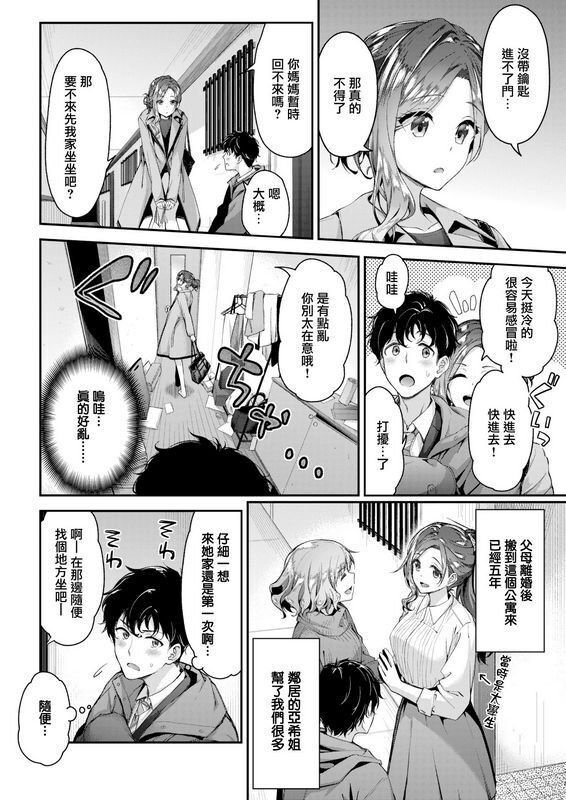 沒帶鑰匙
進不了門…
那真的
不得了
你媽媽暫時
回不來嗎?
嗯
大概…
那
要不來先我家坐坐吧?
今天挺冷的
很容易感冒啦!
哇哇
快進去
快進去!
打擾…了
ぐいぐい
是有點亂
你別太在意哦!
ごちゃ
嗚哇…
真的好亂……
父母離婚後
搬到這個公寓來
已經五年
當時是大學生
鄰居的亞希姐
幫了我們很多
仔細一想
來她家還是第一次啊…
啊ー在那邊隨便
找個地方坐吧ー
隨便…